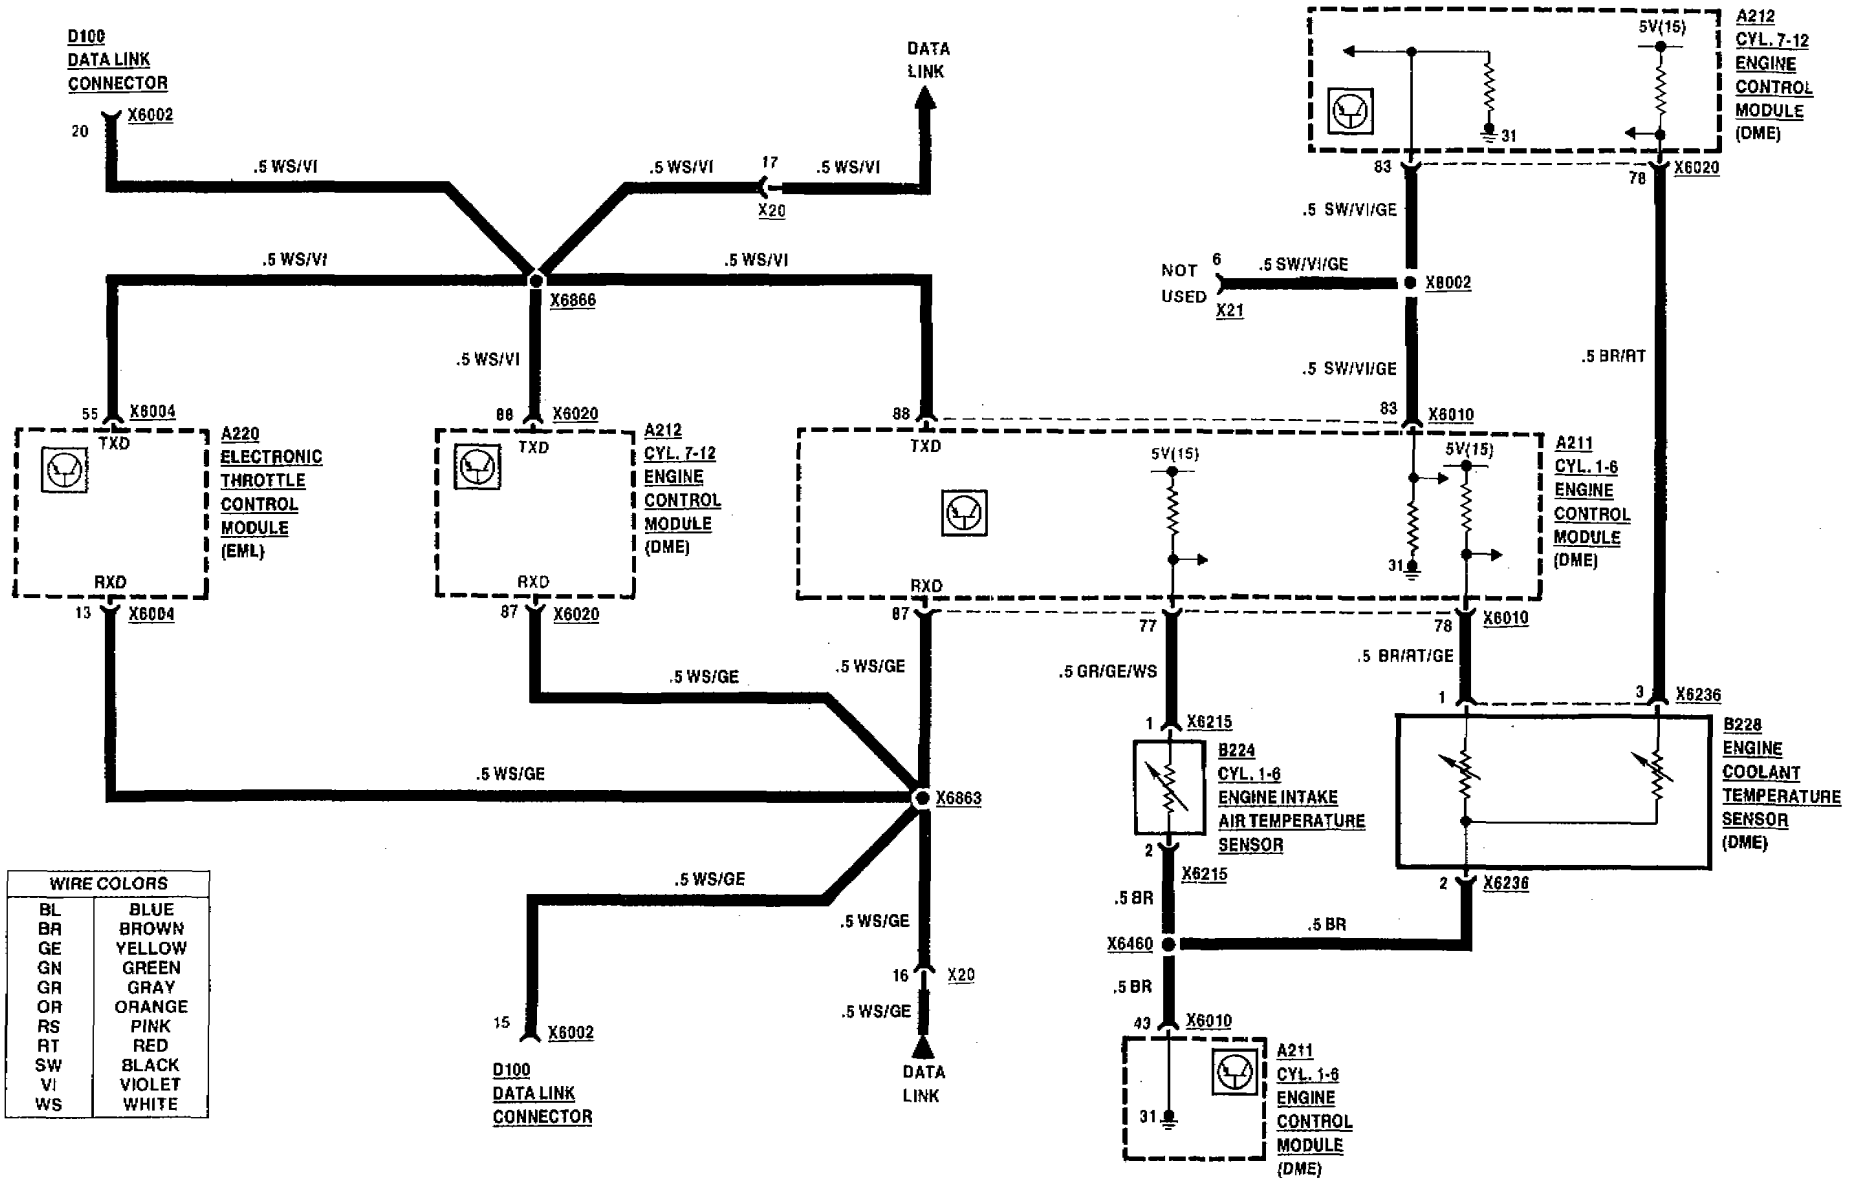 D100
DATA LINK
CONNECTOR
20
X6002
.5 WS/VI
.5 WS/VI
17
X20
.5 WS/VI
DATA
LINK
.5 WS/VI
.5 WS/VI
X6866
.5 WS/VI
A212
CYL. 7-12
ENGINE
CONTROL
MODULE
(DME)
5V(15)
31
83
78
X6020
.5 SW/VI/GE
NOT
USED
6
X21
.5 SW/VI/GE
X8002
.5 SW/VI/GE
.5 BR/RT
55
X6004
TXD
A220
ELECTRONIC
THROTTLE
CONTROL
MODULE
(EML)
RXD
13
X6004
88
X6020
TXD
A212
CYL. 7-12
ENGINE
CONTROL
MODULE
(DME)
RXD
87
X6020
88
TXD
5V(15)
83
X6010
5V(15)
31
A211
CYL. 1-6
ENGINE
CONTROL
MODULE
(DME)
RXD
87
77
78
X6010
.5 WS/GE
.5 WS/GE
.5 GR/GE/WS
.5 BR/RT/GE
.5 WS/GE
X6863
1
X6215
B224
CYL. 1-6
ENGINE INTAKE
AIR TEMPERATURE
SENSOR
2
X6215
1
3
X6236
B228
ENGINE
COOLANT
TEMPERATURE
SENSOR
(DME)
2
X6236
.5 WS/GE
.5 WS/GE
.5 BR
X6460
.5 BR
.5 BR
16
X20
.5 WS/GE
DATA
LINK
15
X6002
D100
DATA LINK
CONNECTOR
43
X6010
31
A211
CYL. 1-6
ENGINE
CONTROL
MODULE
(DME)
WIRE COLORS
BL BLUE
BR BROWN
GE YELLOW
GN GREEN
GR GRAY
OR ORANGE
RS PINK
RT RED
SW BLACK
VI VIOLET
WS WHITE